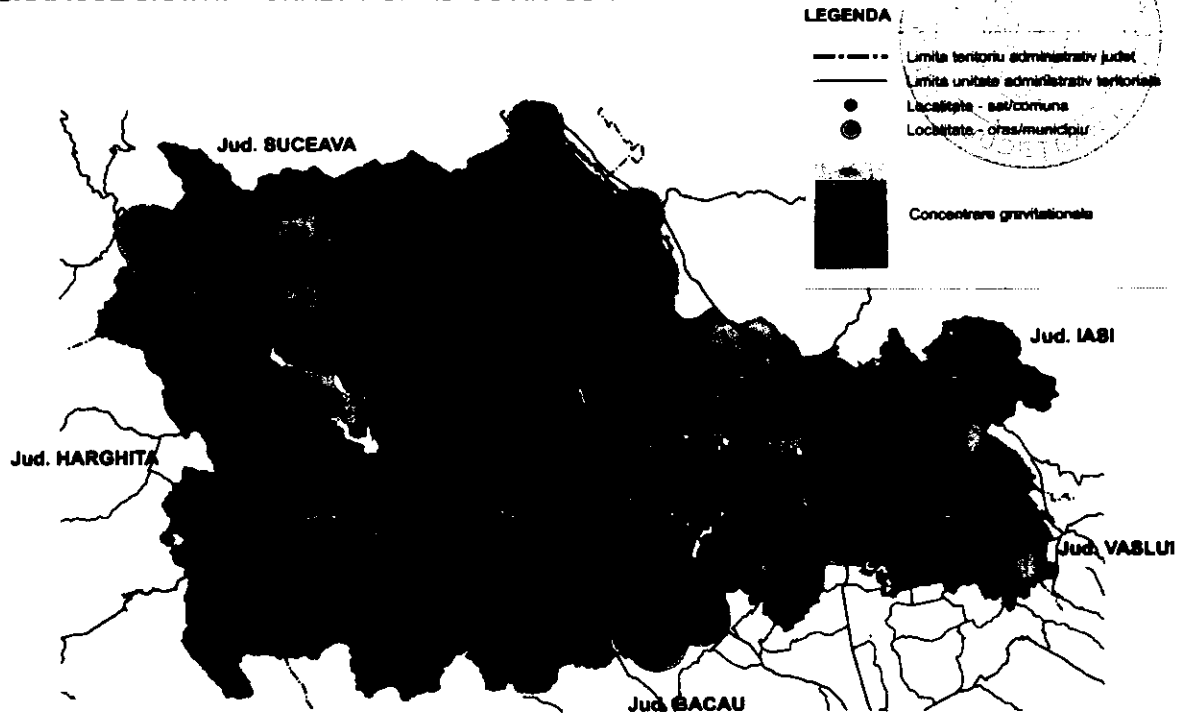 LEGENDA
Limita teritoriu administrativ judet
Limita unitate administrativ teritoriala
Localitate - sat/comuna
Localitate - oras/municipiu
Concentrare gravitationala
Jud. SUCEAVA
Jud. IASI
Jud. HARGHITA
Jud. VASLUI
Jud. BACAU